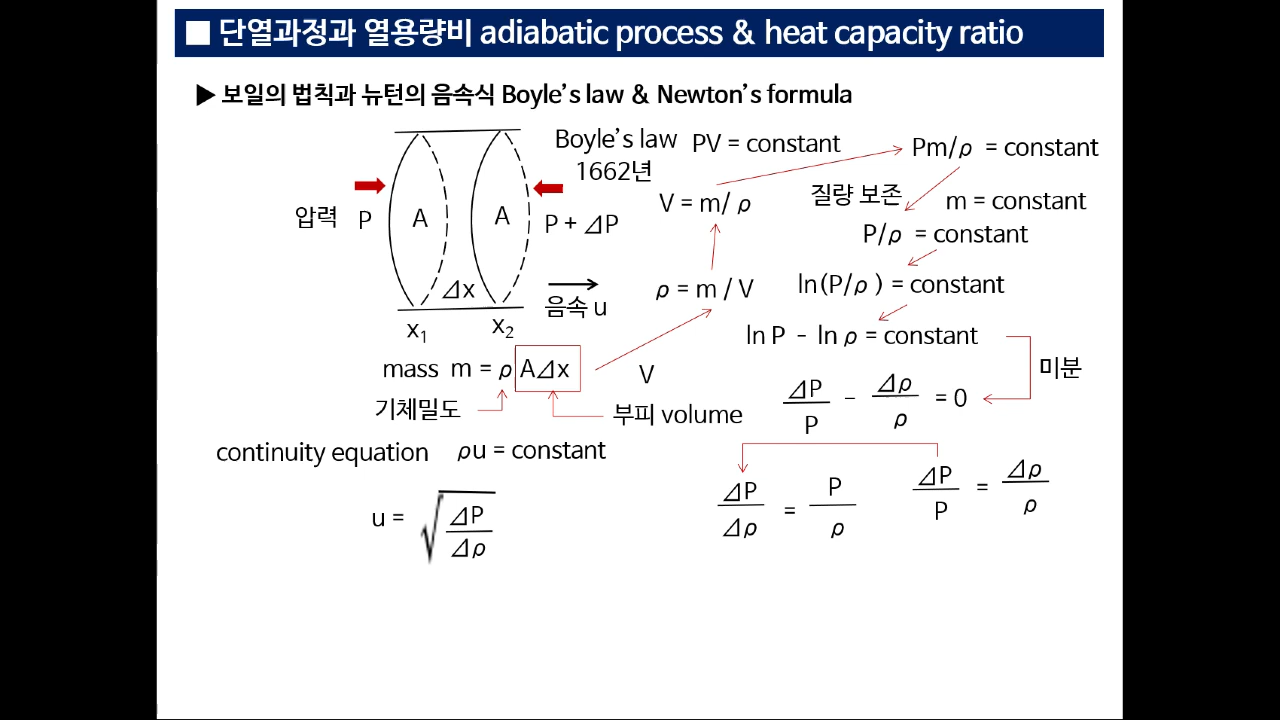 ■ 단열과정과 열용량비 adiabatic process & heat capacity ratio
▶ 보일의 법칙과 뉴턴의 음속식 Boyle's law & Newton's formula
Boyle's law PV = constant
1662년
Pm/ρ = constant
질량 보존 m = constant
V = m/ ρ
압력 P A A P + ⊿P
P/ρ = constant
⊿x
음속 u
ρ = m / V
ln(P/ρ ) = constant
x₁ x₂
ln P - ln ρ = constant
미분
mass m = ρ A⊿x V
기체밀도 부피 volume
⊿P
P
-
⊿ρ
ρ
= 0
continuity equation ρu = constant
u = √
⊿P
⊿ρ
⊿P
⊿ρ
=
P
ρ
⊿P
P
=
⊿ρ
ρ